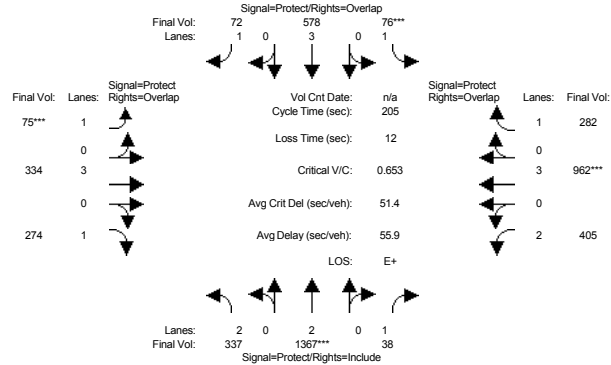 Signal=Protect/Rights=Overlap
Final Vol: 72 578 76***
Lanes: 1 0 3 0 1
Signal=Protect
Final Vol: Lanes: Rights=Overlap
75*** 1
0
334 3
0
274 1
Vol Cnt Date: n/a
Cycle Time (sec): 205
Loss Time (sec): 12
Critical V/C: 0.653
Avg Crit Del (sec/veh): 51.4
Avg Delay (sec/veh): 55.9
LOS: E+
Signal=Protect
Rights=Overlap Lanes: Final Vol:
1 282
0
3 962***
0
2 405
Lanes: 2 0 2 0 1
Final Vol: 337 1367*** 38
Signal=Protect/Rights=Include